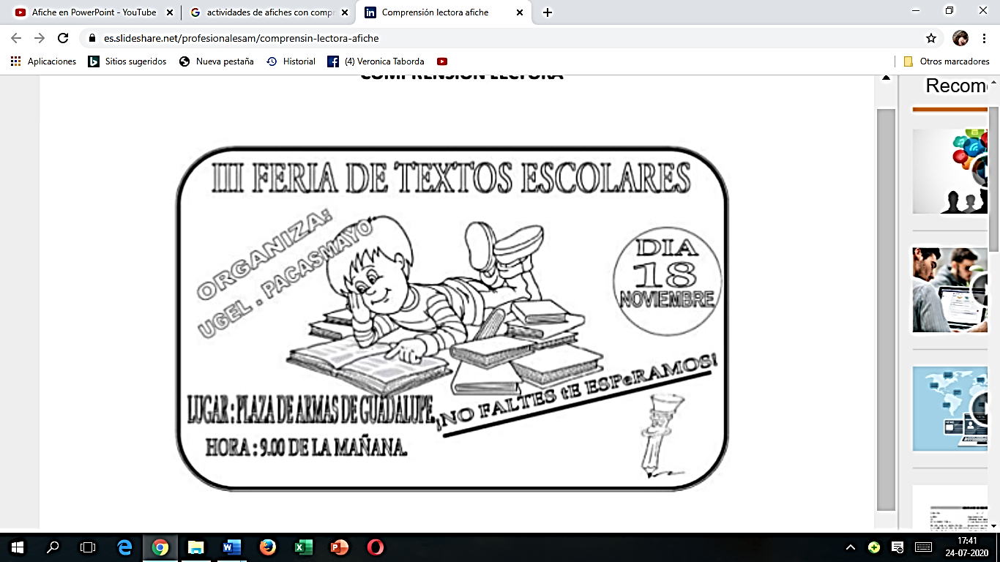 Afiche en PowerPoint - YouTube
actividades de afiches con compr
Comprensión lectora afiche
es.slideshare.net/profesionalesam/comprensin-lectora-afiche
Aplicaciones
Sitios sugeridos
Nueva pestaña
Historial
(4) Veronica Taborda
Otros marcadores
COMPRENSIÓN LECTORA
Recom
III FERIA DE TEXTOS ESCOLARES
ORGANIZA:
UGEL . PACASMAYO
DIA
18
NOVIEMBRE
LUGAR : PLAZA DE ARMAS DE GUADALUPE.
¡NO FALTES tE ESPeRAMOS!
HORA : 9.00 DE LA MAÑANA.
17:41
24-07-2020